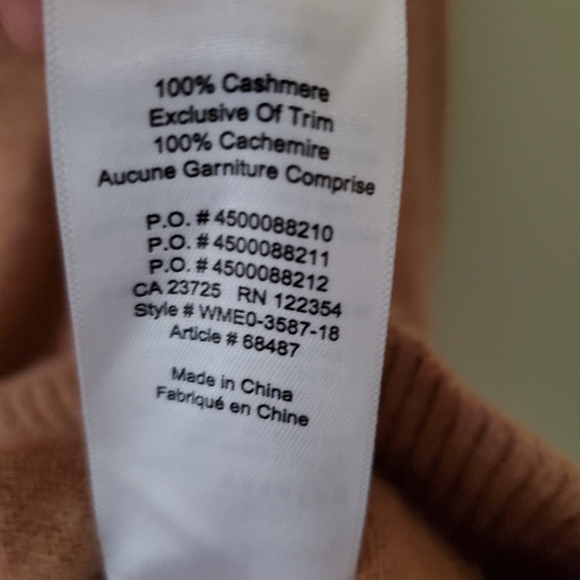 100% Cashmere
Exclusive Of Trim
100% Cachemire
Aucune Garniture Comprise
P.O. # 4500088210
P.O. # 4500088211
P.O. # 4500088212
CA 23725 RN 122354
Style # WME0-3587-18
Article # 68487
Made in China
Fabriqué en Chine